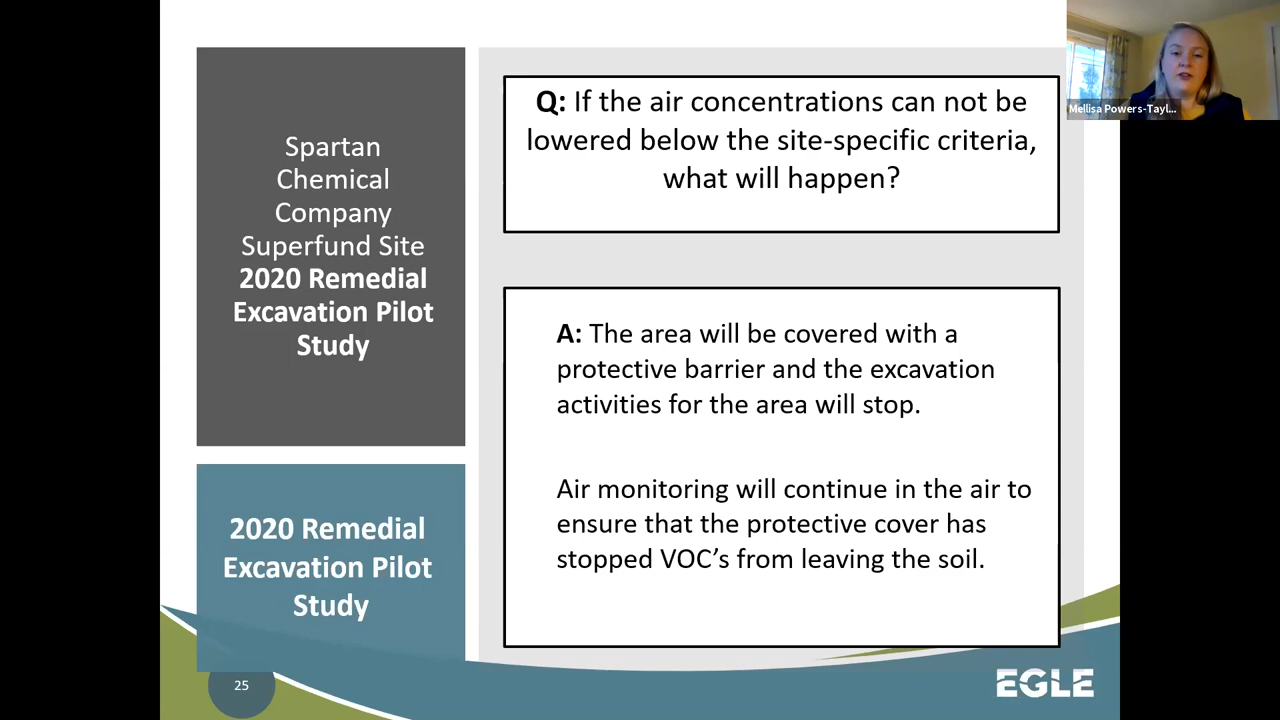 Spartan
Chemical
Company
Superfund Site
2020 Remedial
Excavation Pilot
Study
2020 Remedial
Excavation Pilot
Study
25
Q: If the air concentrations can not be
lowered below the site-specific criteria,
what will happen?
A: The area will be covered with a
protective barrier and the excavation
activities for the area will stop.
Air monitoring will continue in the air to
ensure that the protective cover has
stopped VOC’s from leaving the soil.
EGLE
Mellisa Powers-Tayl...